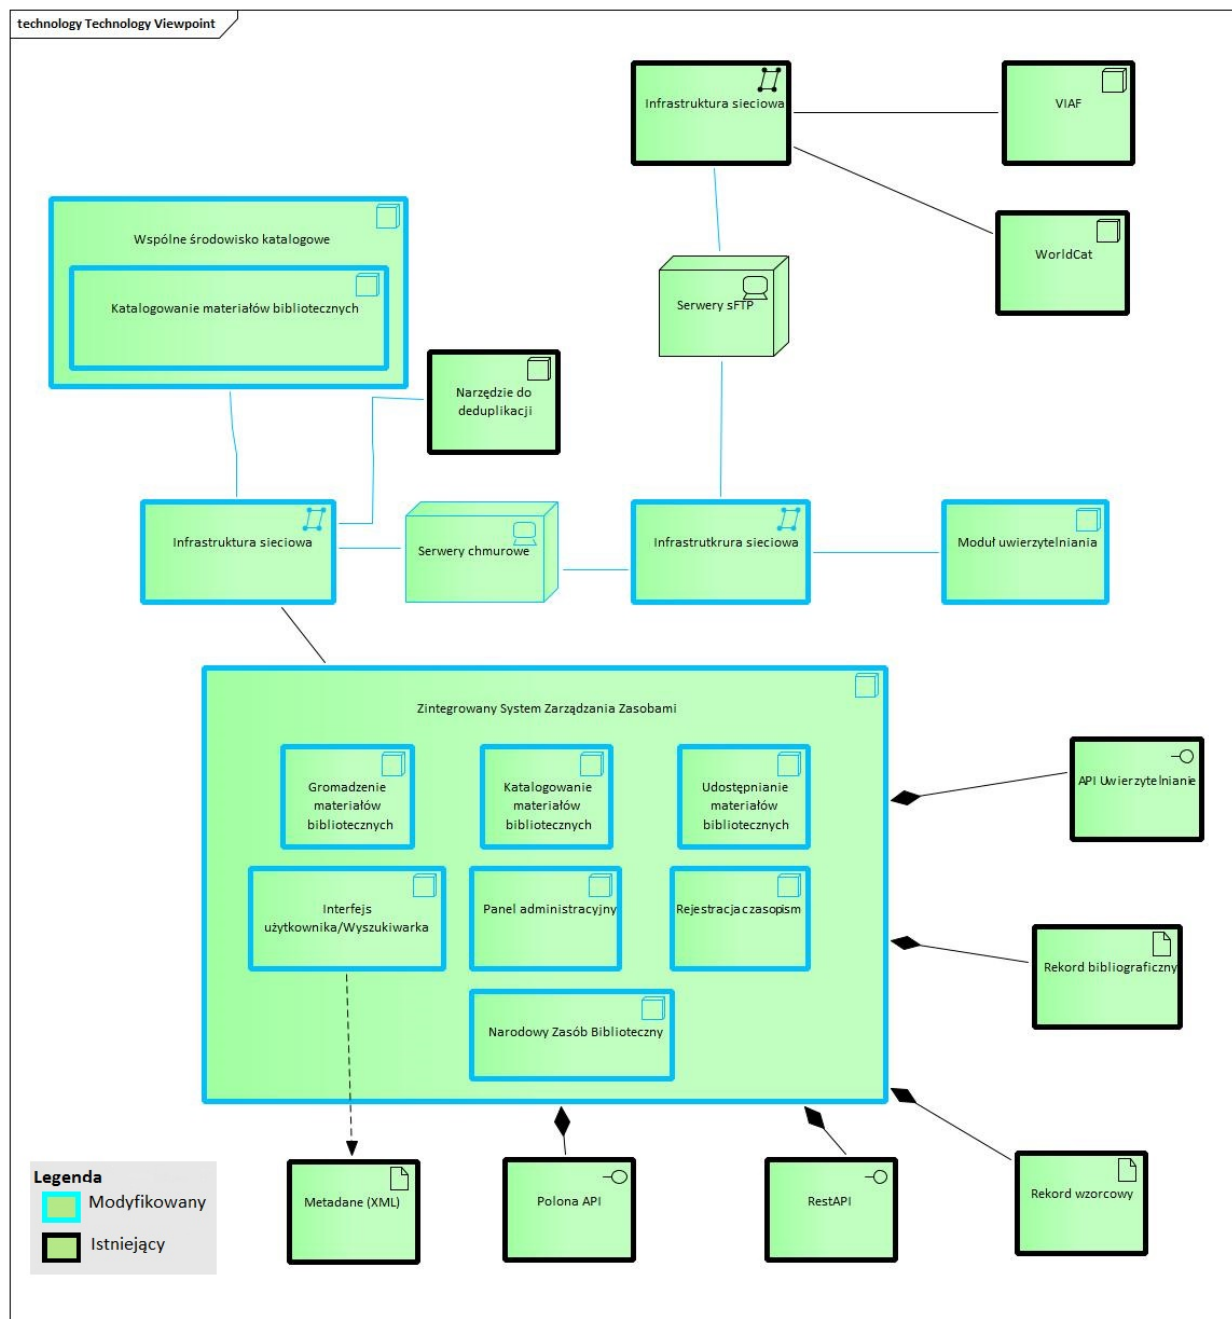 technology Technology Viewpoint
Infrastruktura sieciowa
VIAF
WorldCat
Wspólne środowisko katalogowe
Katalogowanie materiałów bibliotecznych
Serwery sFTP
Narzędzie do
deduplikacji
Infrastruktura sieciowa
Serwery chmurowe
Infrastrutkrura sieciowa
Moduł uwierzytelniania
Zintegrowany System Zarządzania Zasobami
Gromadzenie
materiałów
bibliotecznych
Katalogowanie
materiałów
bibliotecznych
Udostępnianie
materiałów
bibliotecznych
API Uwierzytelnianie
Interfejs
użytkownika/Wyszukiwarka
Panel administracyjny
Rejestracja czasopism
Rekord bibliograficzny
Narodowy Zasób Biblioteczny
Legenda
Modyfikowany
Istniejący
Metadane (XML)
Polona API
RestAPI
Rekord wzorcowy